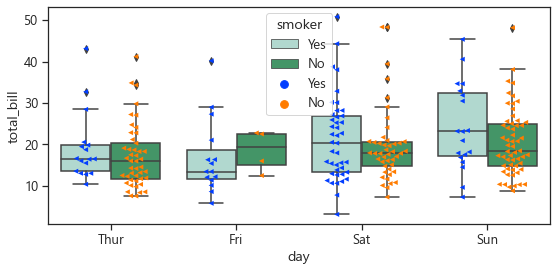 smoker
Yes
No
Yes
No
50
40
30
20
10
total_bill
Thur Fri Sat Sun
day